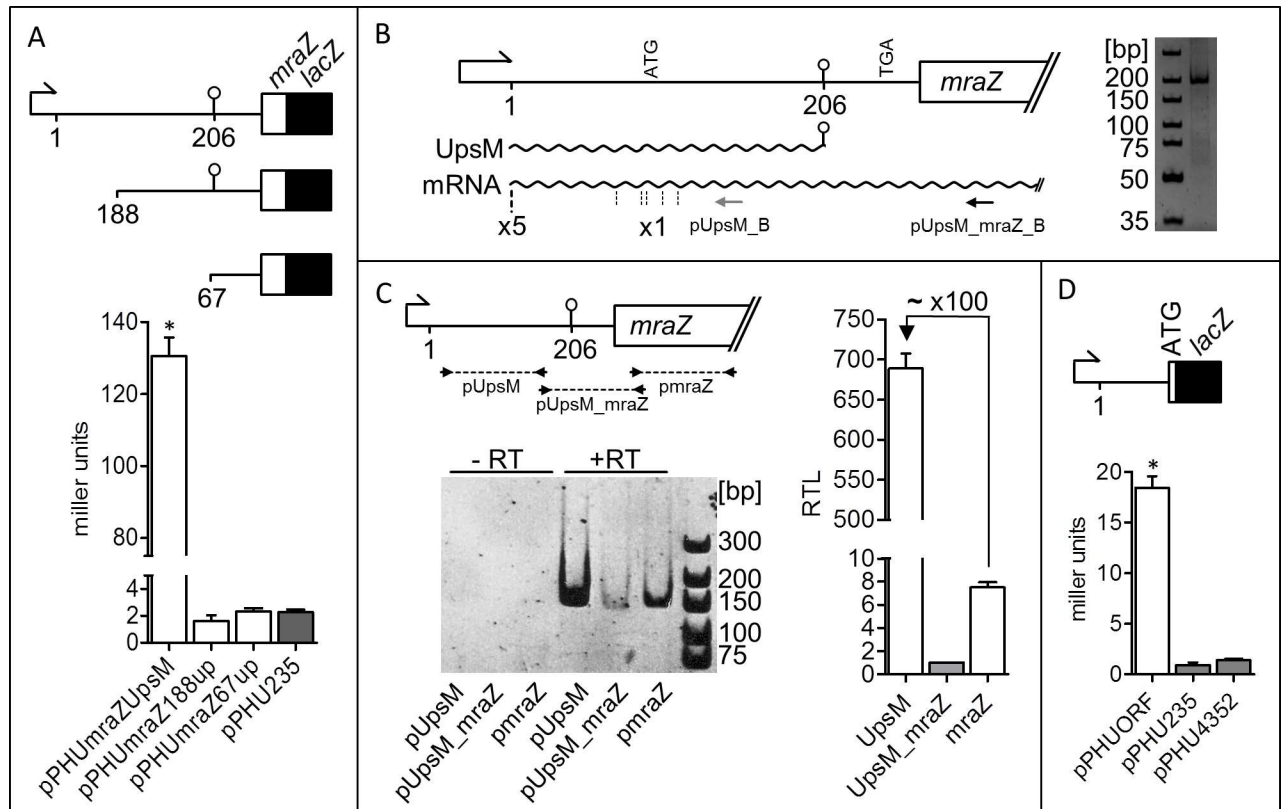 A
mraZ
lacZ
1
206
188
67
140
120
100
80
4
2
0
miller units
*
pPHUmraZUpsM
pPHUmraZ188up
pPHUmraZ67up
pPHU235
B
ATG
TGA
mraZ
1
206
UpsM
mRNA
x5
x1
pUpsM_B
pUpsM_mraZ_B
[bp]
200
150
100
75
50
35
C
mraZ
1
206
pUpsM
pUpsM_mraZ
pmraZ
- RT
+RT
[bp]
300
200
150
100
75
pUpsM
pUpsM_mraZ
pmraZ
pUpsM
pUpsM_mraZ
pmraZ
~ x100
750
700
650
600
550
500
8
6
4
2
0
RTL
UpsM
UpsM_mraZ
mraZ
D
ATG
lacZ
1
20
15
10
5
0
miller units
*
pPHUORF
pPHU235
pPHU4352